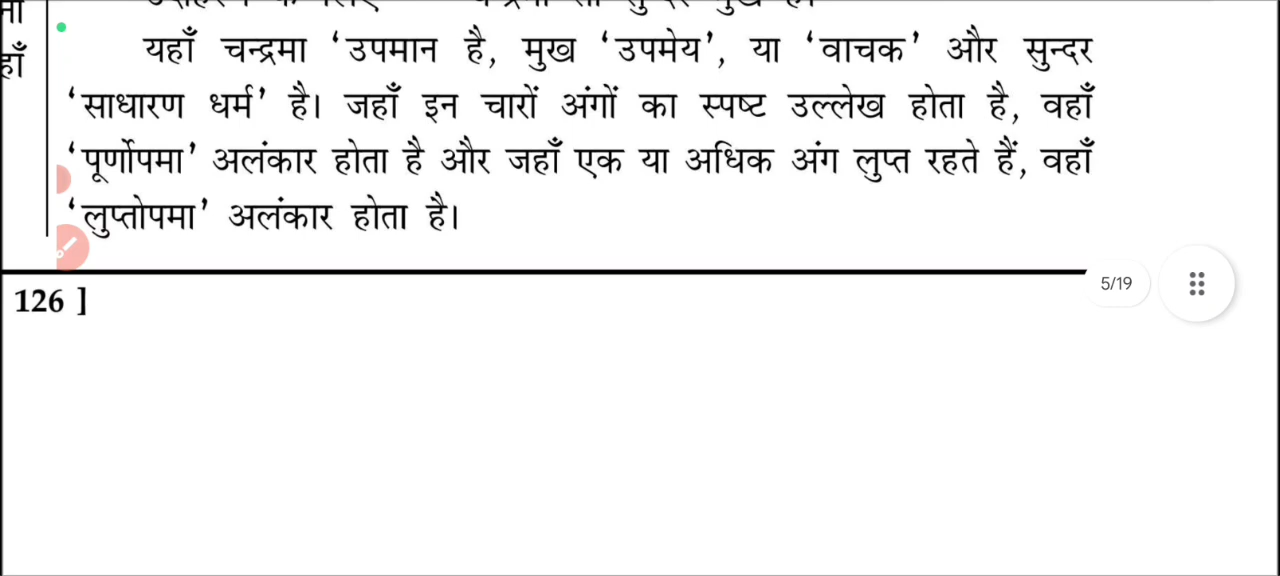 ना
हाँ
यहाँ चन्द्रमा ‘उपमान है, मुख ‘उपमेय’, या ‘वाचक’ और सुन्दर
‘साधारण धर्म’ है। जहाँ इन चारों अंगों का स्पष्ट उल्लेख होता है, वहाँ
‘पूर्णोपमा’ अलंकार होता है और जहाँ एक या अधिक अंग लुप्त रहते हैं, वहाँ
‘लुप्तोपमा’ अलंकार होता है।
126 ]
5/19